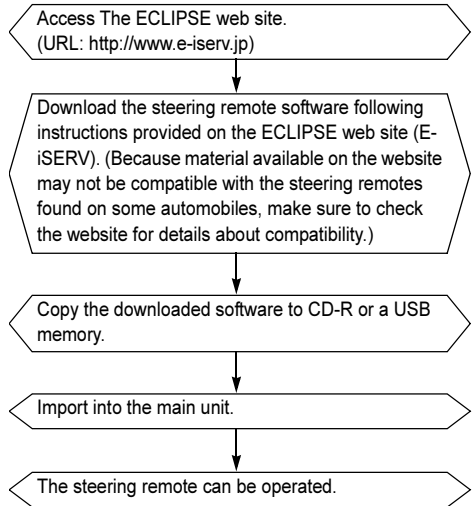 Access The ECLIPSE web site.
(URL: http://www.e-iserv.jp)
Download the steering remote software following
instructions provided on the ECLIPSE web site (E-
iSERV). (Because material available on the website
may not be compatible with the steering remotes
found on some automobiles, make sure to check
the website for details about compatibility.)
Copy the downloaded software to CD-R or a USB
memory.
Import into the main unit.
The steering remote can be operated.